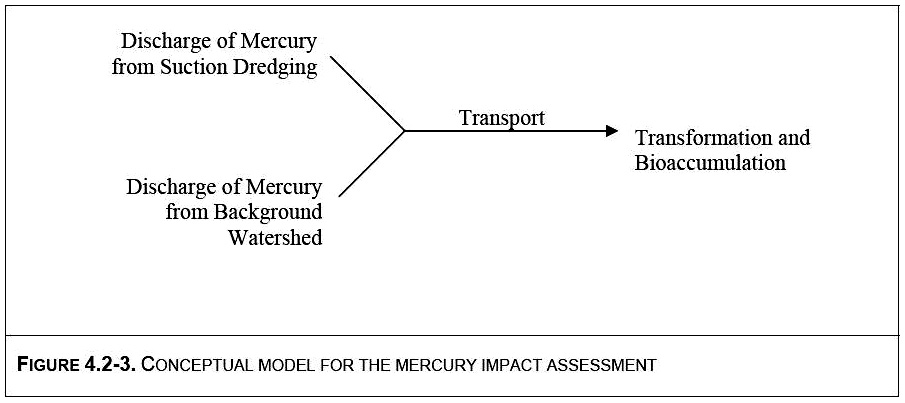 Discharge of Mercury
from Suction Dredging
Transport
Transformation and
Bioaccumulation
Discharge of Mercury
from Background
Watershed
FIGURE 4.2-3. CONCEPTUAL MODEL FOR THE MERCURY IMPACT ASSESSMENT